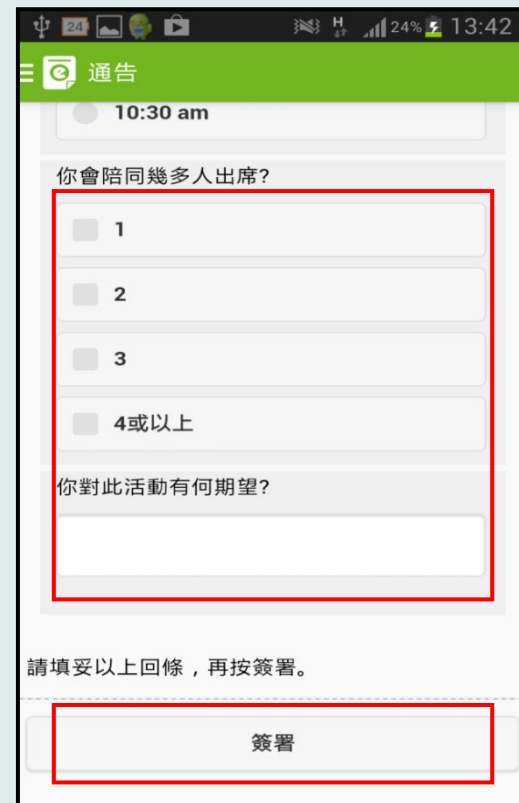 24 H 24% 13:42
通告
10:30 am
你會陪同幾多人出席?
1
2
3
4或以上
你對此活動有何期望?
請填妥以上回條，再按簽署。
簽署